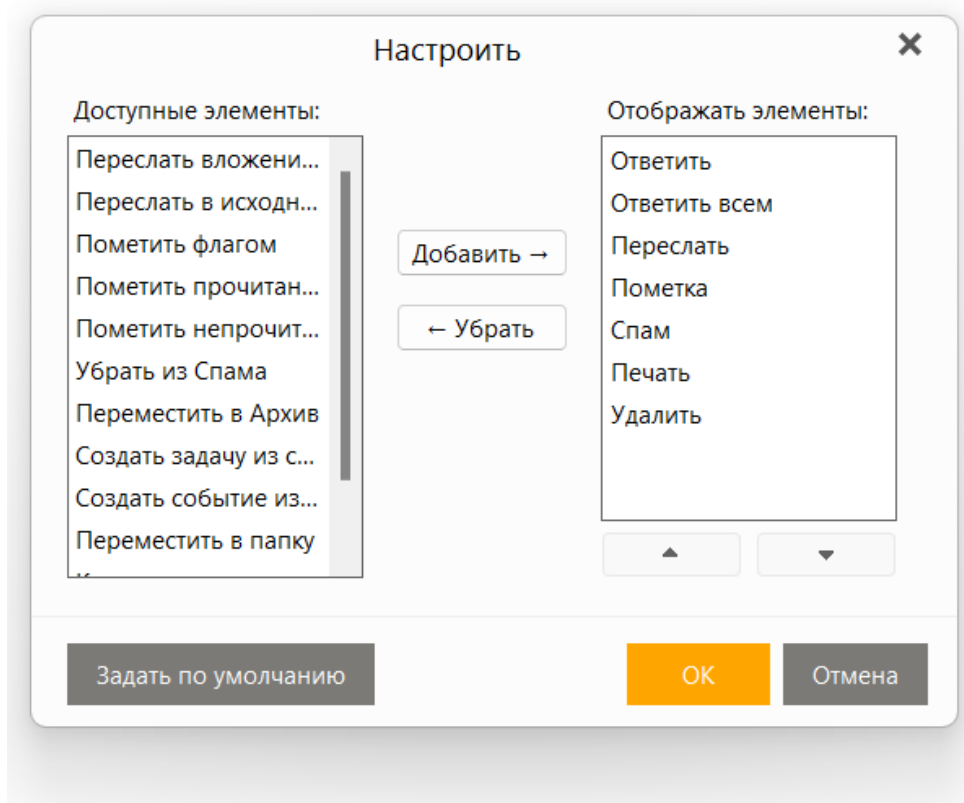 Настроить
Доступные элементы:
Переслать вложени...
Переслать в исходн...
Пометить флагом
Пометить прочитан...
Пометить непрочит...
Убрать из Спама
Переместить в Архив
Создать задачу из с...
Создать событие из...
Переместить в папку
Добавить →
← Убрать
Отображать элементы:
Ответить
Ответить всем
Переслать
Пометка
Спам
Печать
Удалить
Задать по умолчанию
OK
Отмена